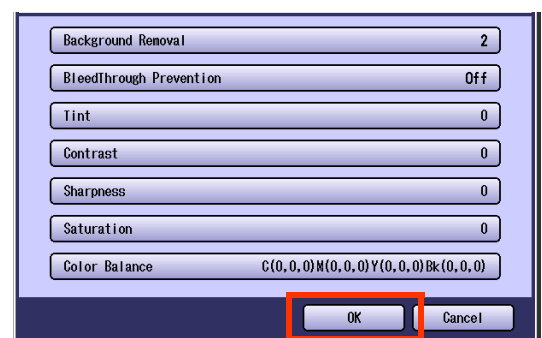 Background Removal 2
BleedThrough Prevention Off
Tint 0
Contrast 0
Sharpness 0
Saturation 0
Color Balance C(0,0,0)M(0,0,0)Y(0,0,0)Bk(0,0,0)
OK Cancel